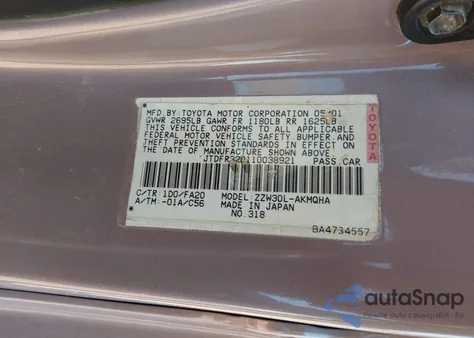 MFD.BY:TOYOTA MOTOR CORPORATION 05-01
GVWR 2695LB GAWR FR 1180LB RR 1625LB
THIS VEHICLE CONFORMS TO ALL APPLICABLE
FEDERAL MOTOR VEHICLE SAFETY,BUMPER,AND
THEFT PREVENTION STANDARDS IN EFFECT ON
THE DATE OF MANUFACTURE SHOWN ABOVE.
PASS.CAR
TOYOTA
C/TR:1D0/FA20 MODEL:ZZW30L-AKMQHA
A/TM:-01A/C56 MADE IN JAPAN
NO.318
BA4734557
autoSnap